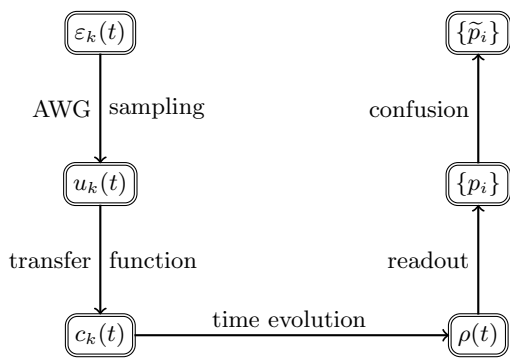 ε_k(t)
{p̃_i}
AWG sampling
confusion
u_k(t)
{p_i}
transfer function
readout
time evolution
c_k(t)
ρ(t)